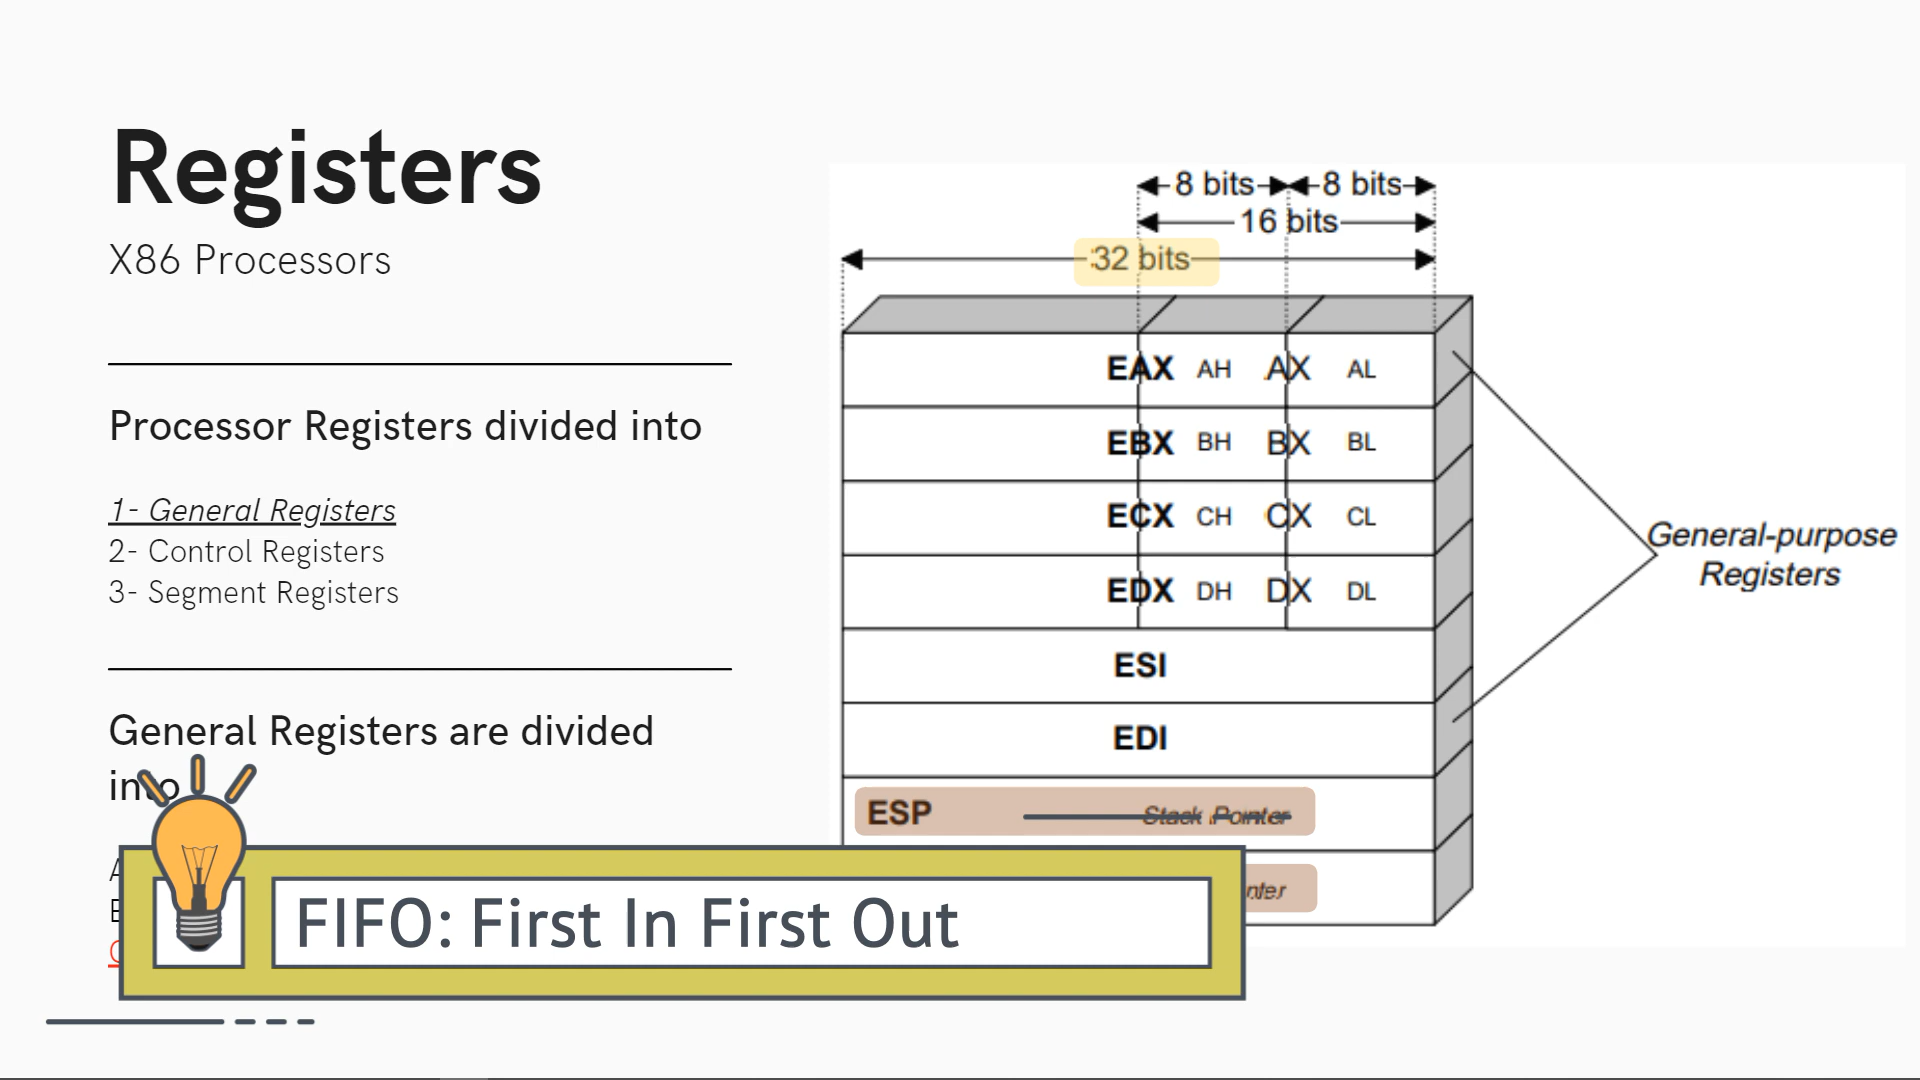 Registers
X86 Processors
Processor Registers divided into
1- General Registers
2- Control Registers
3- Segment Registers
General Registers are divided
into
8 bits 8 bits
16 bits
32 bits
EAX AH AX AL
EBX BH BX BL
ECX CH CX CL
EDX DH DX DL
ESI
EDI
ESP Stack Pointer
General-purpose
Registers
FIFO: First In First Out